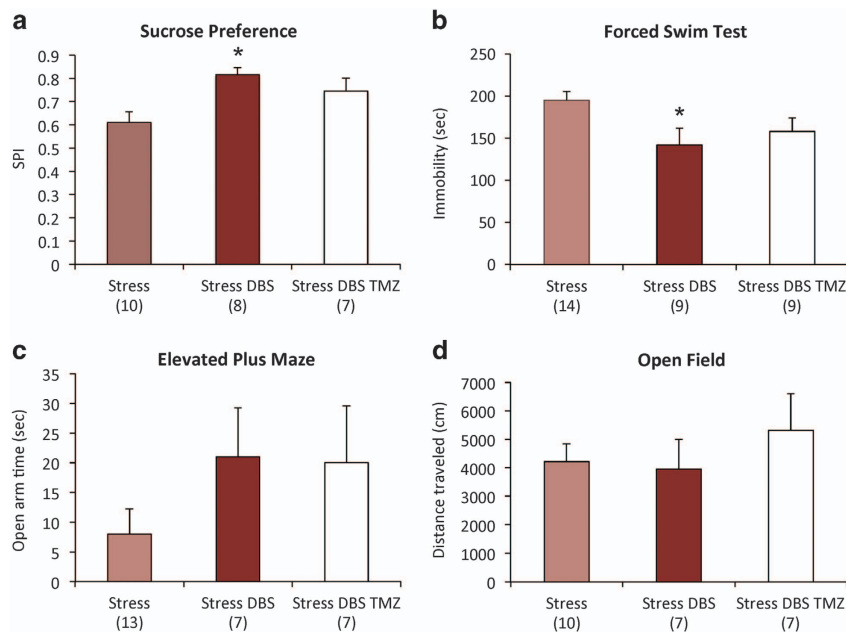 a
Sucrose Preference
0.9
0.8
0.7
0.6
0.5
0.4
0.3
0.2
0.1
0
SPI
*
Stress
(10)
Stress DBS
(8)
Stress DBS TMZ
(7)
b
Forced Swim Test
250
200
150
100
50
0
Immobility (sec)
*
Stress
(14)
Stress DBS
(9)
Stress DBS TMZ
(9)
c
Elevated Plus Maze
35
30
25
20
15
10
5
0
Open arm time (sec)
Stress
(13)
Stress DBS
(7)
Stress DBS TMZ
(7)
d
Open Field
7000
6000
5000
4000
3000
2000
1000
0
Distance traveled (cm)
Stress
(10)
Stress DBS
(7)
Stress DBS TMZ
(7)